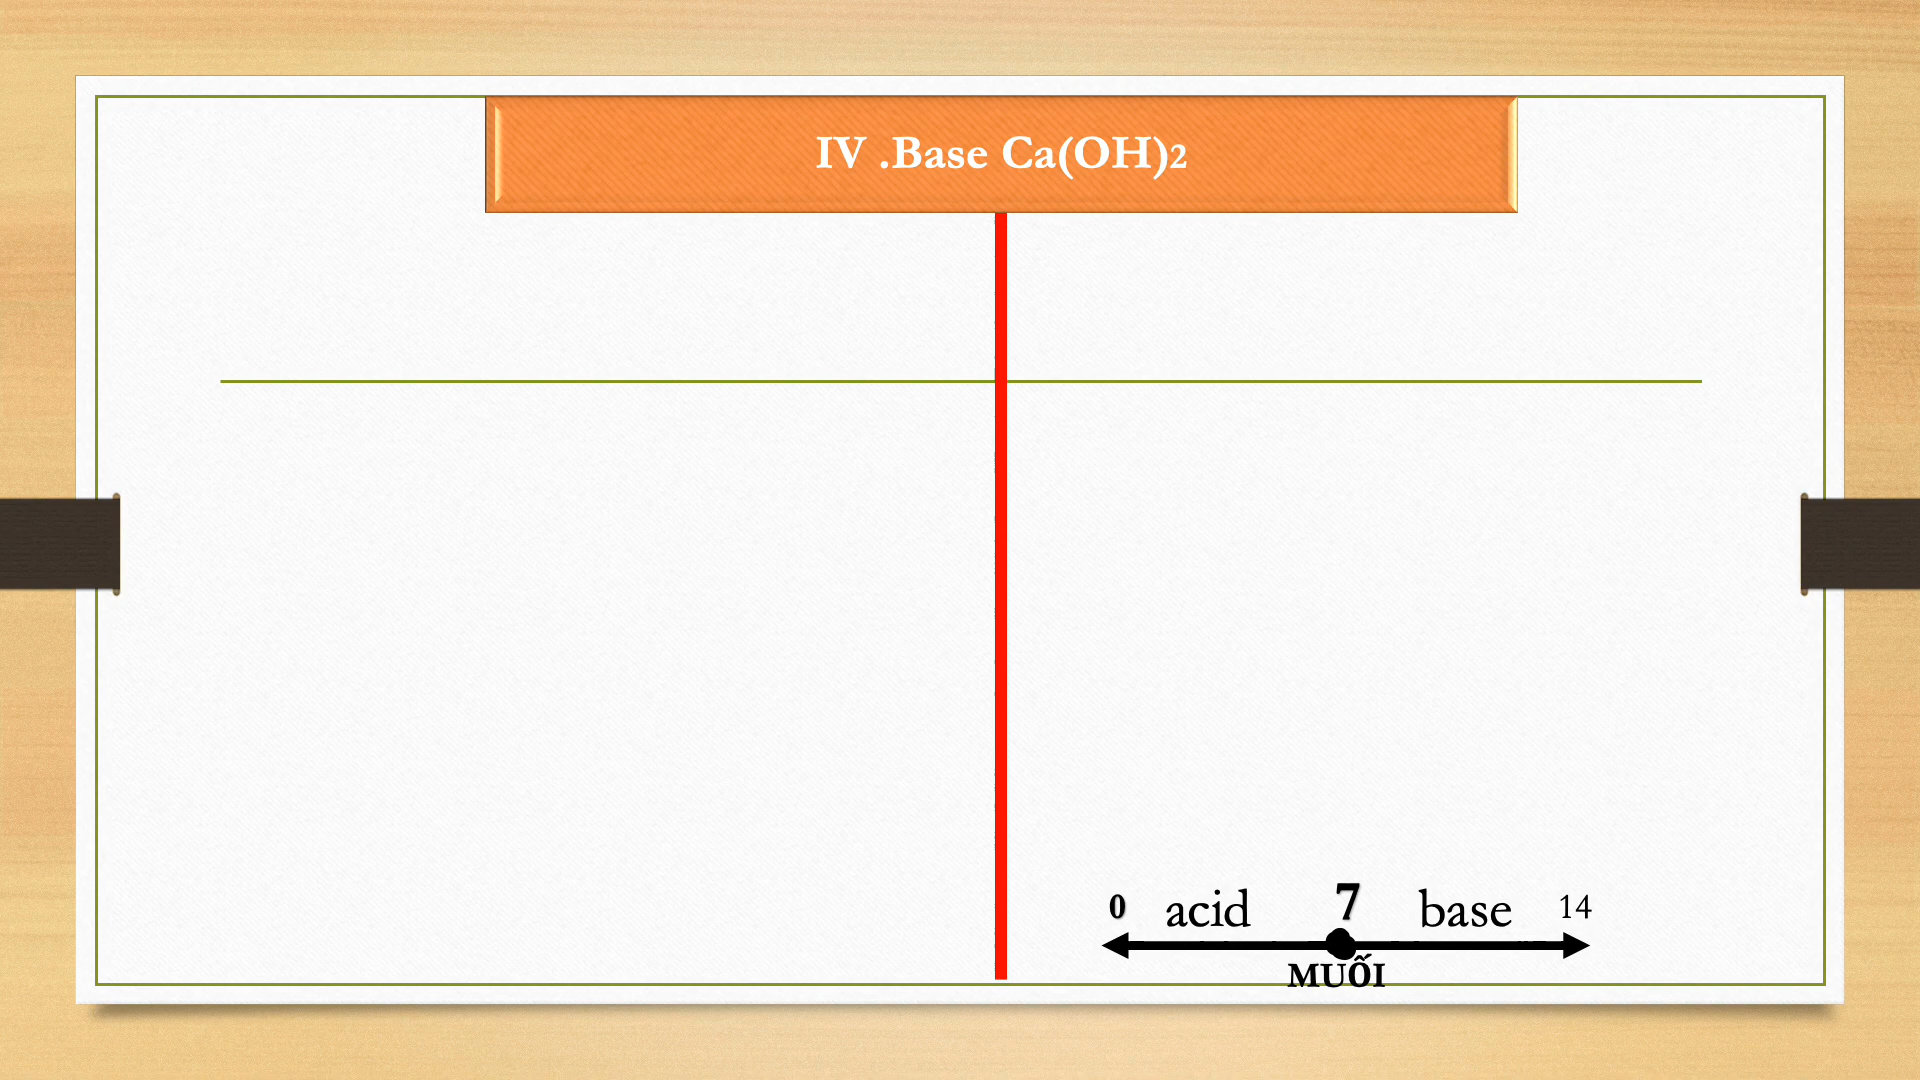 IV .Base Ca(OH)2
0 acid 7 base 14
MUỐI